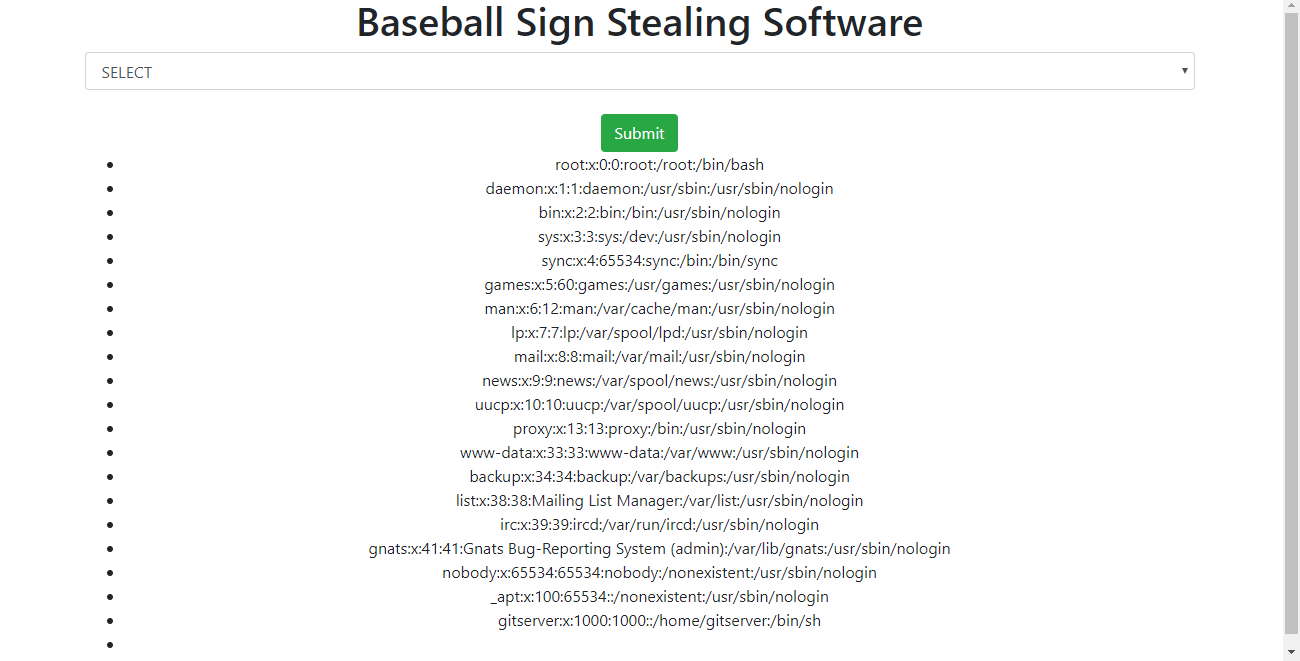 Baseball Sign Stealing Software
SELECT
Submit
root:x:0:0:root:/root:/bin/bash
daemon:x:1:1:daemon:/usr/sbin:/usr/sbin/nologin
bin:x:2:2:bin:/bin:/usr/sbin/nologin
sys:x:3:3:sys:/dev:/usr/sbin/nologin
sync:x:4:65534:sync:/bin:/bin/sync
games:x:5:60:games:/usr/games:/usr/sbin/nologin
man:x:6:12:man:/var/cache/man:/usr/sbin/nologin
lp:x:7:7:lp:/var/spool/lpd:/usr/sbin/nologin
mail:x:8:8:mail:/var/mail:/usr/sbin/nologin
news:x:9:9:news:/var/spool/news:/usr/sbin/nologin
uucp:x:10:10:uucp:/var/spool/uucp:/usr/sbin/nologin
proxy:x:13:13:proxy:/bin:/usr/sbin/nologin
www-data:x:33:33:www-data:/var/www:/usr/sbin/nologin
backup:x:34:34:backup:/var/backups:/usr/sbin/nologin
list:x:38:38:Mailing List Manager:/var/list:/usr/sbin/nologin
irc:x:39:39:ircd:/var/run/ircd:/usr/sbin/nologin
gnats:x:41:41:Gnats Bug-Reporting System (admin):/var/lib/gnats:/usr/sbin/nologin
nobody:x:65534:65534:nobody:/nonexistent:/usr/sbin/nologin
_apt:x:100:65534::/nonexistent:/usr/sbin/nologin
gitserver:x:1000:1000::/home/gitserver:/bin/sh